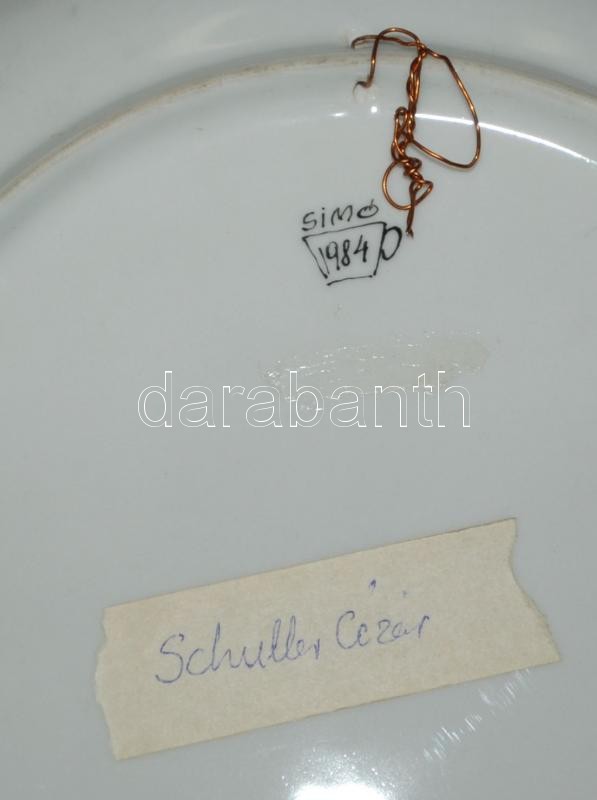 SiMó
1984
darabanth
Schuller Cézár